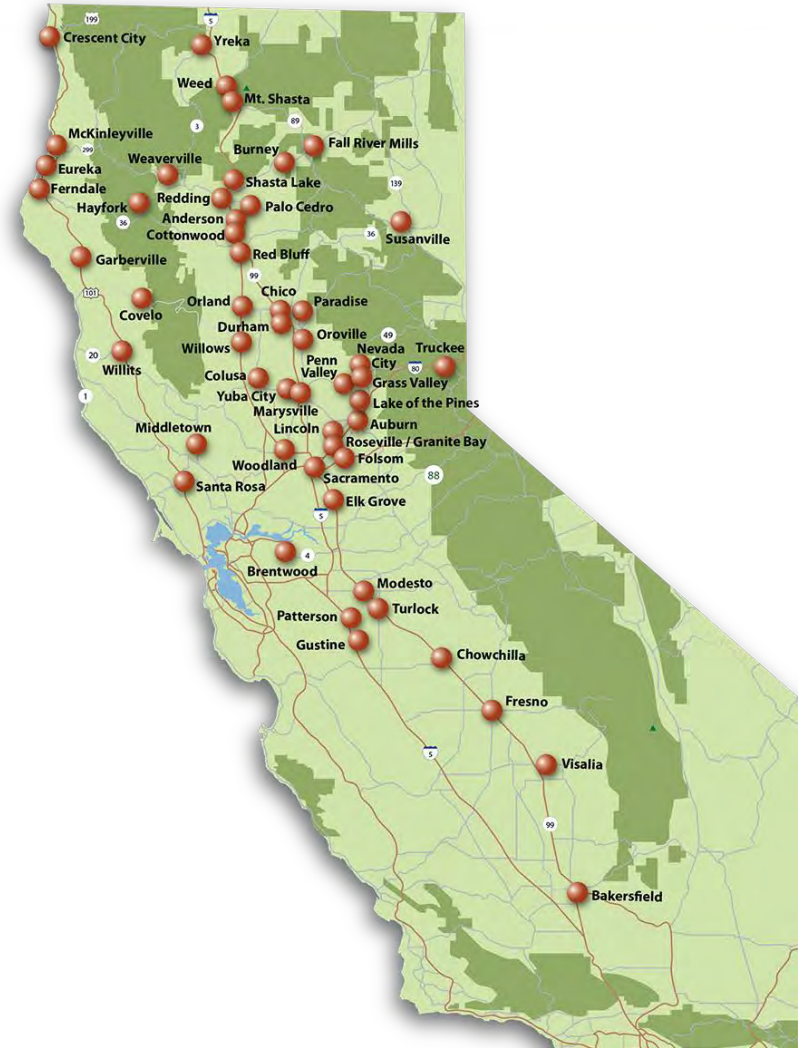 199
5
Crescent City
Yreka
Weed
Mt. Shasta
89
3
McKinleyville
299
Fall River Mills
Burney
Weaverville
Eureka
Shasta Lake
139
Ferndale
Redding
Hayfork
Palo Cedro
36
Anderson
Cottonwood
36
Susanville
Red Bluff
Garberville
99
101
Chico
Covelo
Orland
Paradise
Durham
Oroville
49
Willows
Nevada
City
Truckee
20
Penn
Valley
80
Willits
Colusa
Grass Valley
1
Yuba City
Lake of the Pines
Marysville
Middletown
Lincoln
Auburn
Roseville / Granite Bay
Woodland
Folsom
88
Sacramento
Santa Rosa
Elk Grove
5
4
Brentwood
Modesto
Turlock
Patterson
Gustine
Chowchilla
Fresno
5
Visalia
99
Bakersfield